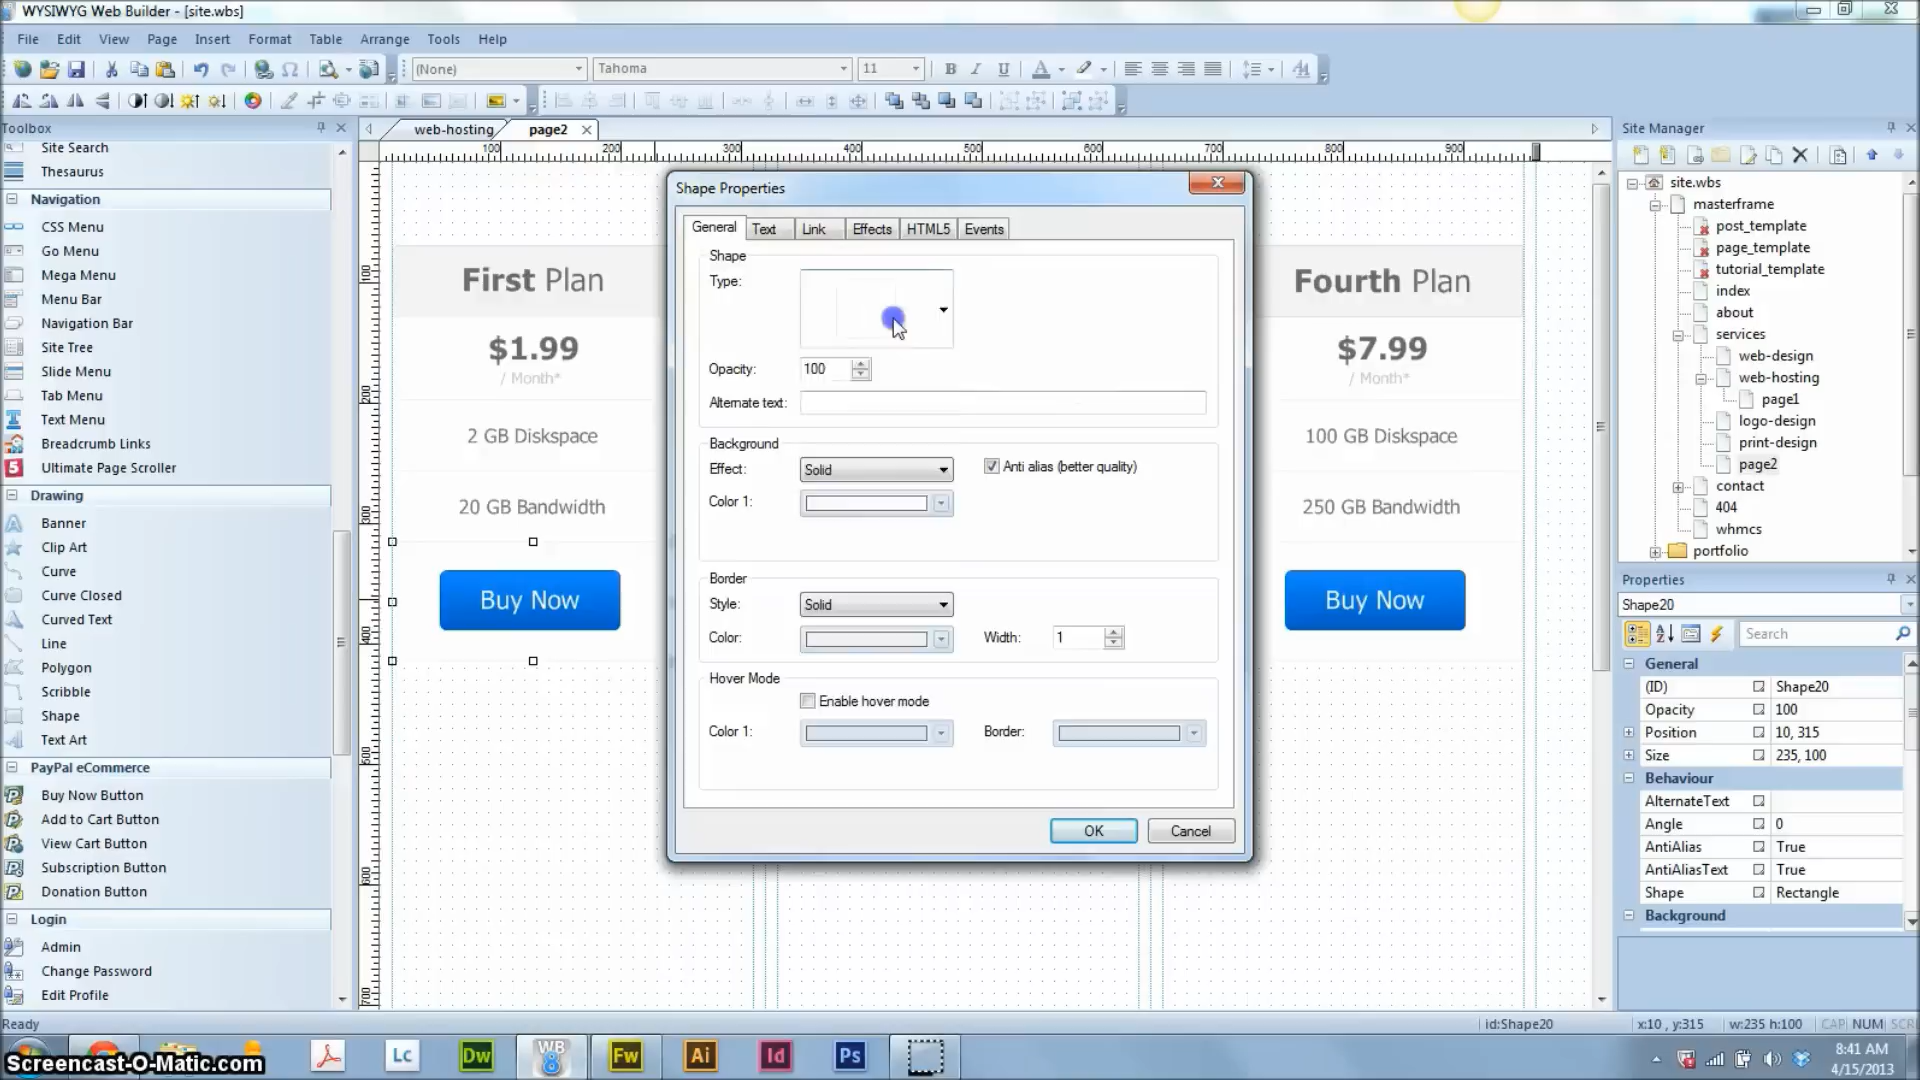 WYSIWYG Web Builder - [site.wbs]
File Edit View Page Insert Format Table Arrange Tools Help
(None) Tahoma 11 B I U A
Toolbox
Site Search
Thesaurus
Navigation
CSS Menu
Go Menu
Mega Menu
Menu Bar
Navigation Bar
Site Tree
Slide Menu
Tab Menu
Text Menu
Breadcrumb Links
Ultimate Page Scroller
Drawing
Banner
Clip Art
Curve
Curve Closed
Curved Text
Line
Polygon
Scribble
Shape
Text Art
PayPal eCommerce
Buy Now Button
Add to Cart Button
View Cart Button
Subscription Button
Donation Button
Login
Admin
Change Password
Edit Profile
web-hosting page2
100 200 300 400 500 600 700 800 900
100
200
300
400
500
600
700
First Plan
$1.99
/ Month*
2 GB Diskspace
20 GB Bandwidth
Buy Now
Shape Properties
General Text Link Effects HTML5 Events
Shape
Type:
Opacity: 100
Alternate text:
Background
Effect: Solid Anti alias (better quality)
Color 1:
Border
Style: Solid
Color: Width: 1
Hover Mode
Enable hover mode
Color 1: Border:
OK Cancel
Fourth Plan
$7.99
/ Month*
100 GB Diskspace
250 GB Bandwidth
Buy Now
Site Manager
site.wbs
masterframe
post_template
page_template
tutorial_template
index
about
services
web-design
web-hosting
page1
logo-design
print-design
page2
contact
404
whmcs
portfolio
Properties
Shape20
Search
General
(ID) Shape20
Opacity 100
Position 10, 315
Size 235, 100
Behaviour
AlternateText
Angle 0
AntiAlias True
AntiAliasText True
Shape Rectangle
Background
Ready id:Shape20 x:10 , y:315 w:235 h:100 CAP NUM SCR
Screencast-O-Matic.com
Lc Dw WB 8 Fw Ai Id Ps
8:41 AM
4/15/2013